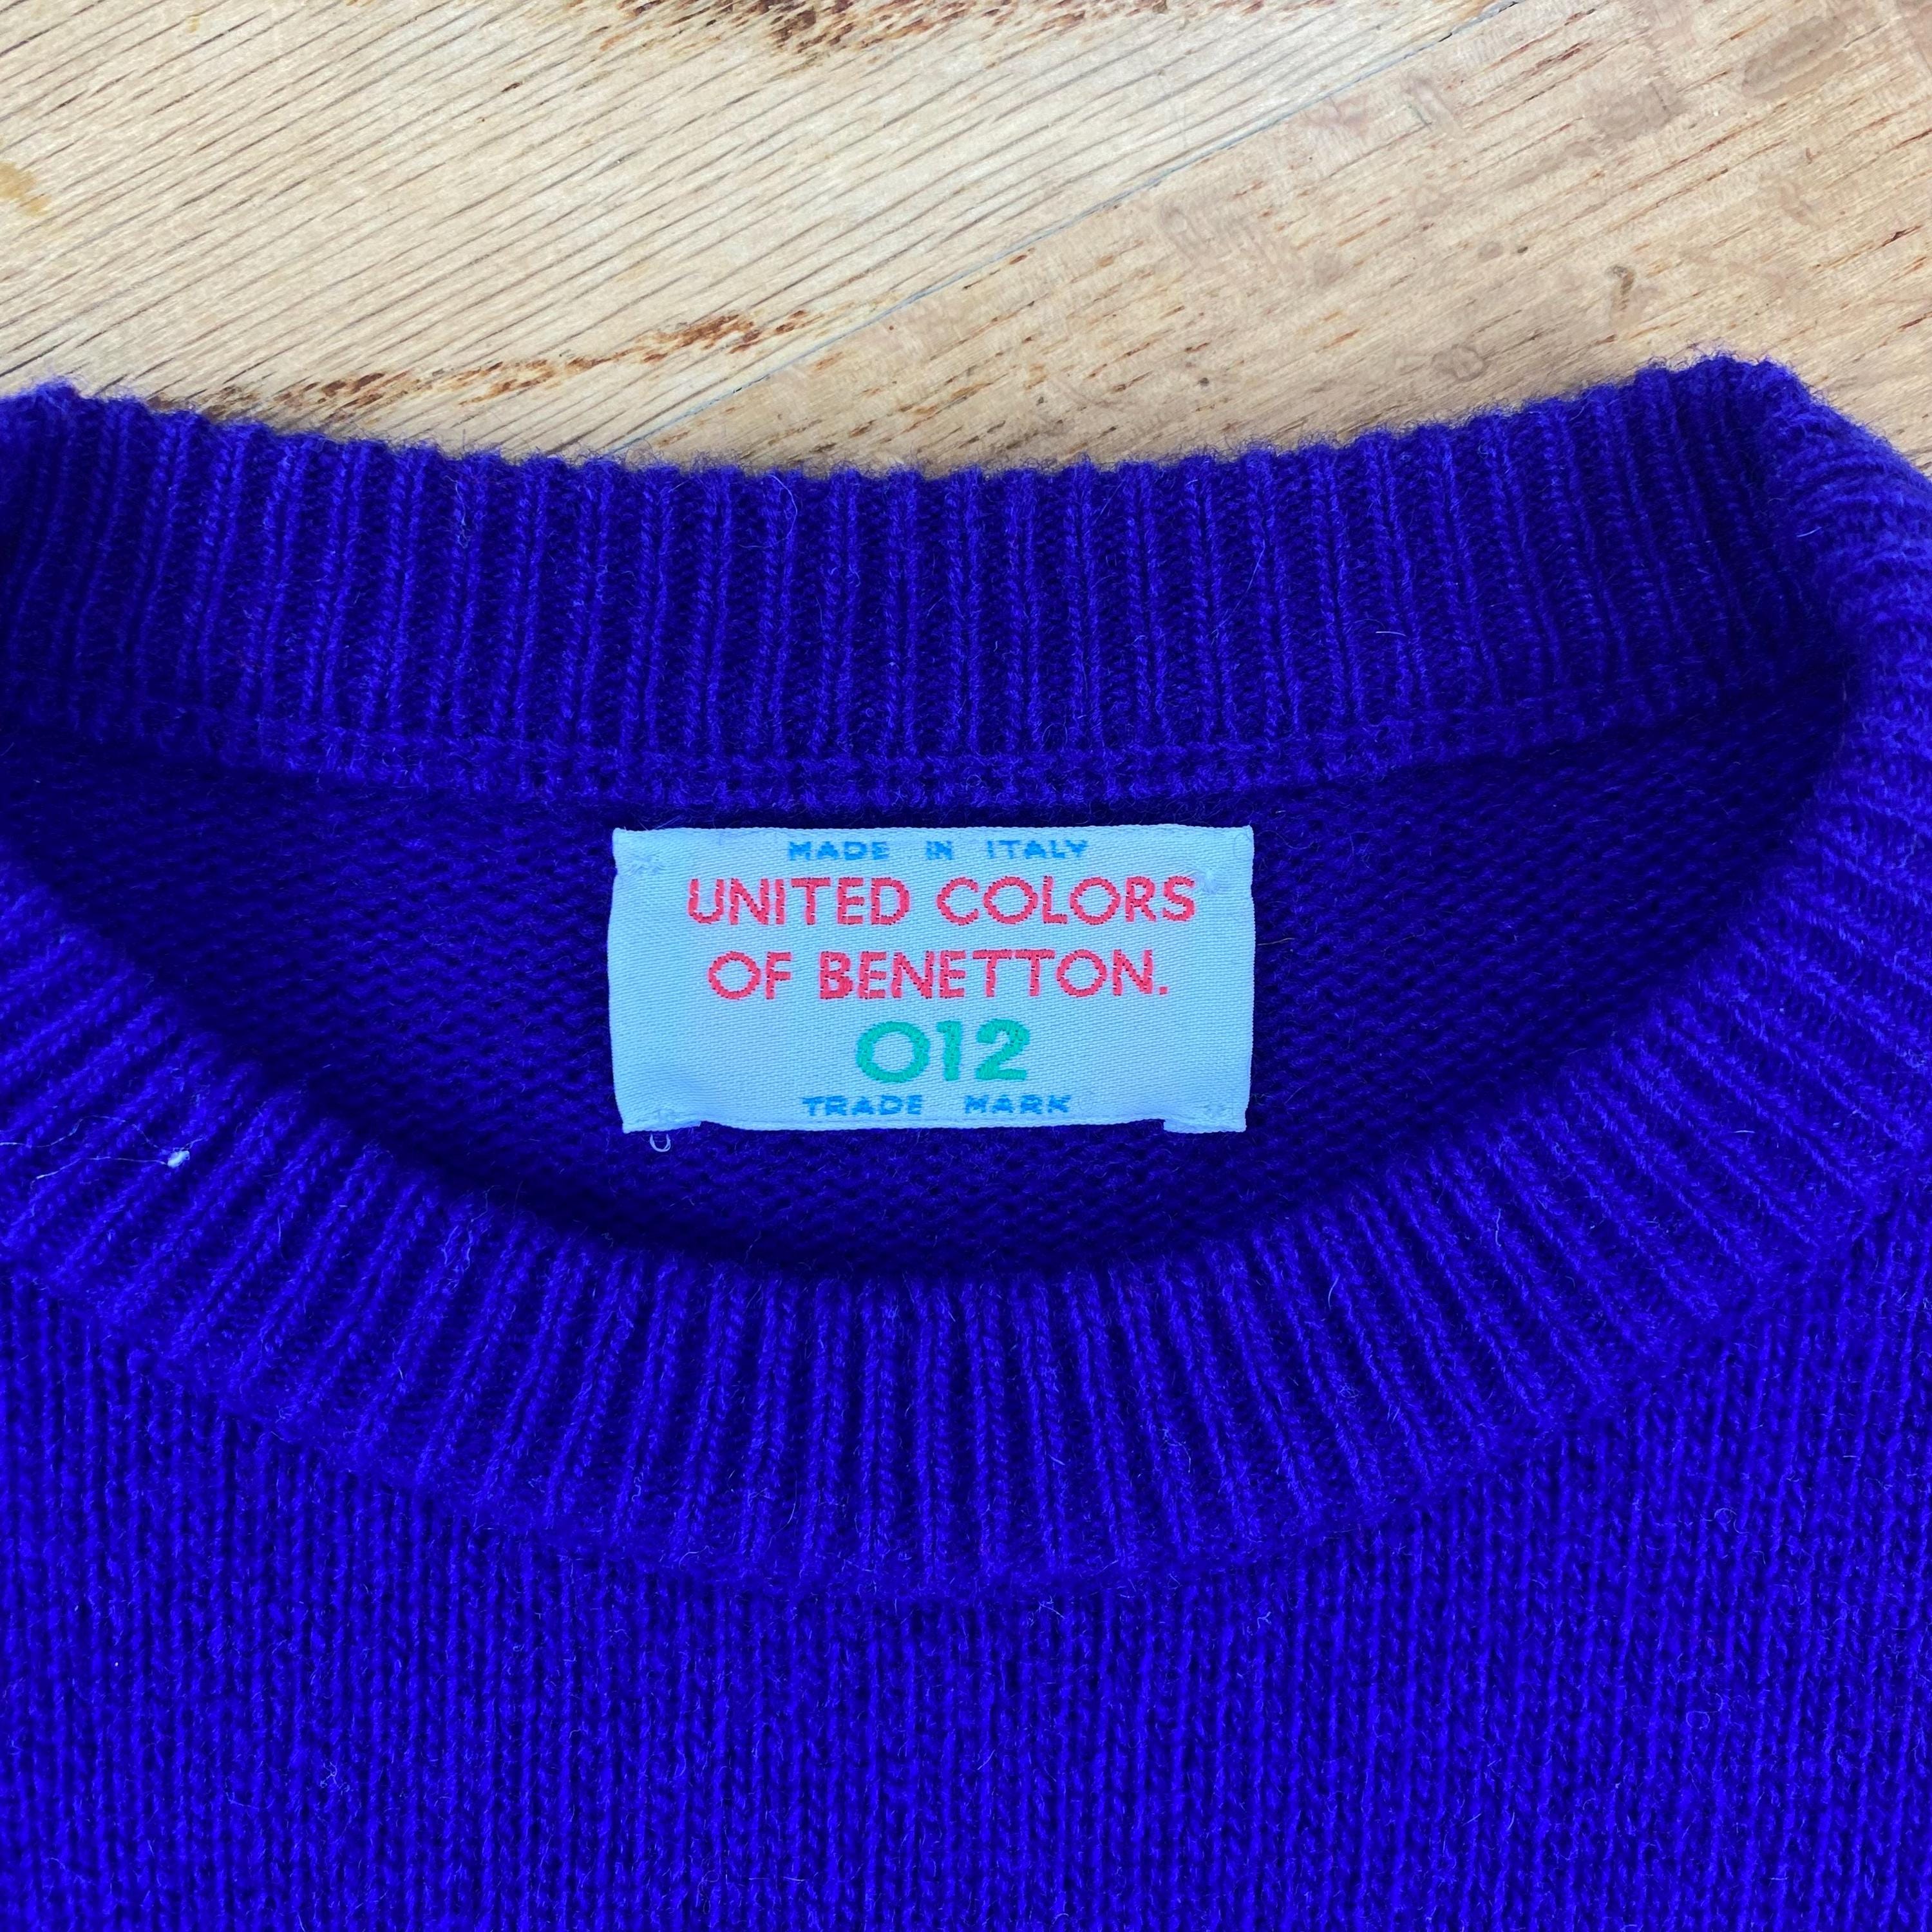 MADE IN ITALY
UNITED COLORS
OF BENETTON.
012
TRADE MARK